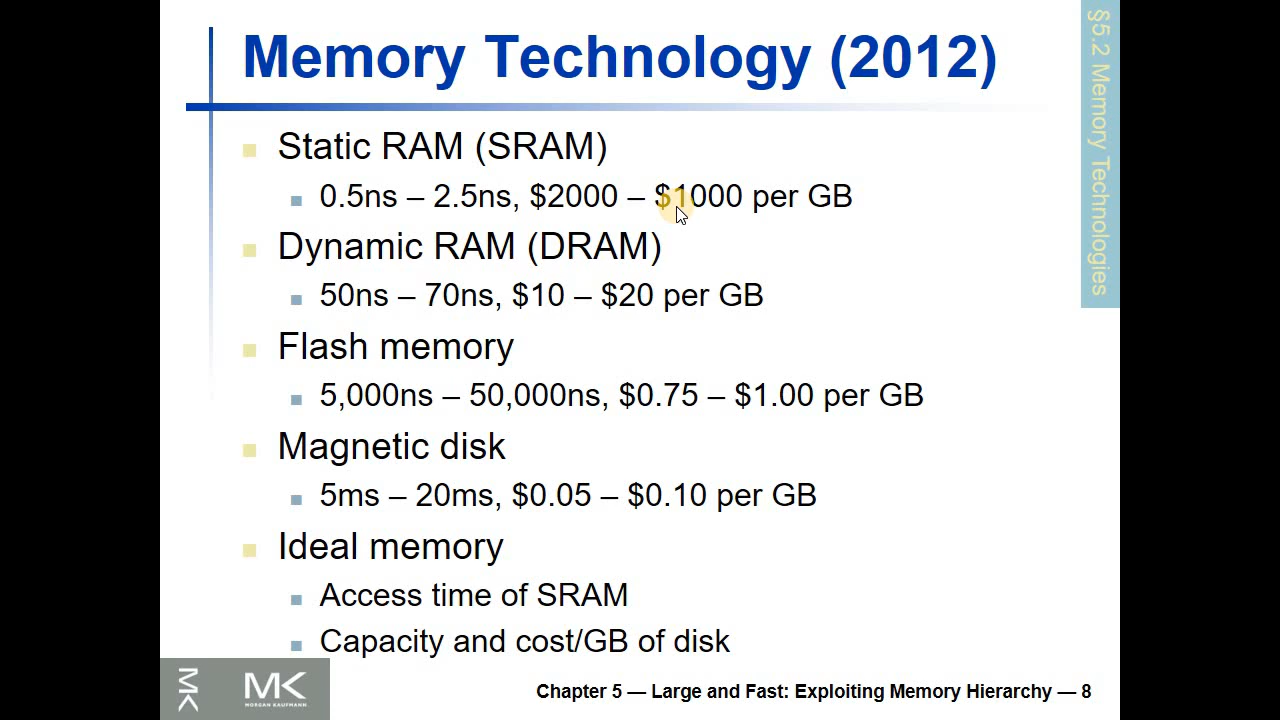 Memory Technology (2012)
§5.2 Memory Technologies
Static RAM (SRAM)
0.5ns – 2.5ns, $2000 – $1000 per GB
Dynamic RAM (DRAM)
50ns – 70ns, $10 – $20 per GB
Flash memory
5,000ns – 50,000ns, $0.75 – $1.00 per GB
Magnetic disk
5ms – 20ms, $0.05 – $0.10 per GB
Ideal memory
Access time of SRAM
Capacity and cost/GB of disk
MK
MK
MORGAN KAUFMANN
Chapter 5 — Large and Fast: Exploiting Memory Hierarchy — 8